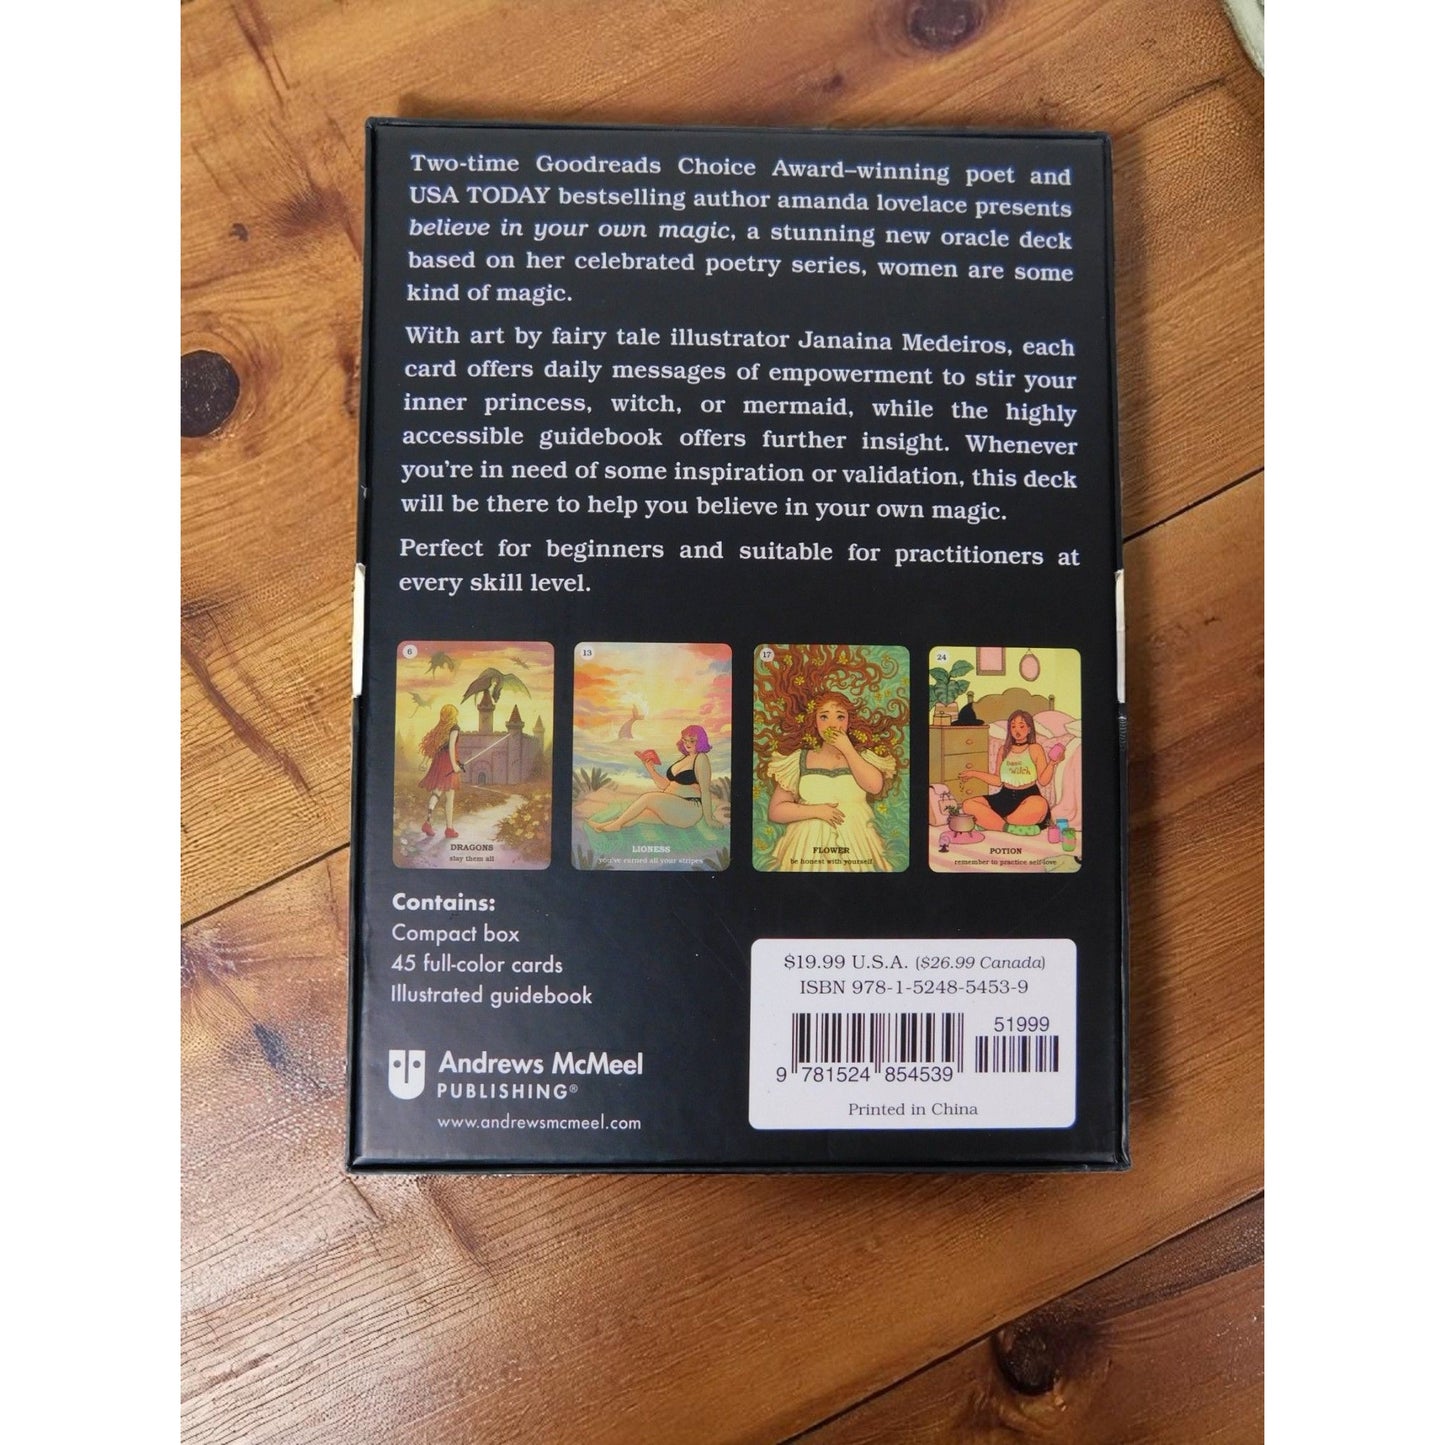 Two-time Goodreads Choice Award–winning poet and
USA TODAY bestselling author amanda lovelace presents
believe in your own magic, a stunning new oracle deck
based on her celebrated poetry series, women are some
kind of magic.
With art by fairy tale illustrator Janaina Medeiros, each
card offers daily messages of empowerment to stir your
inner princess, witch, or mermaid, while the highly
accessible guidebook offers further insight. Whenever
you're in need of some inspiration or validation, this deck
will be there to help you believe in your own magic.
Perfect for beginners and suitable for practitioners at
every skill level.
6
DRAGONS
slay them all
13
LIONESS
you've earned all your stripes
17
FLOWER
be honest with yourself
24
Basic
Witch
POTION
remember to practice self-love
Contains:
Compact box
45 full-color cards
Illustrated guidebook
Andrews McMeel
PUBLISHING®
www.andrewsmcmeel.com
$19.99 U.S.A. ($26.99 Canada)
ISBN 978-1-5248-5453-9
51999
9 781524 854539
Printed in China